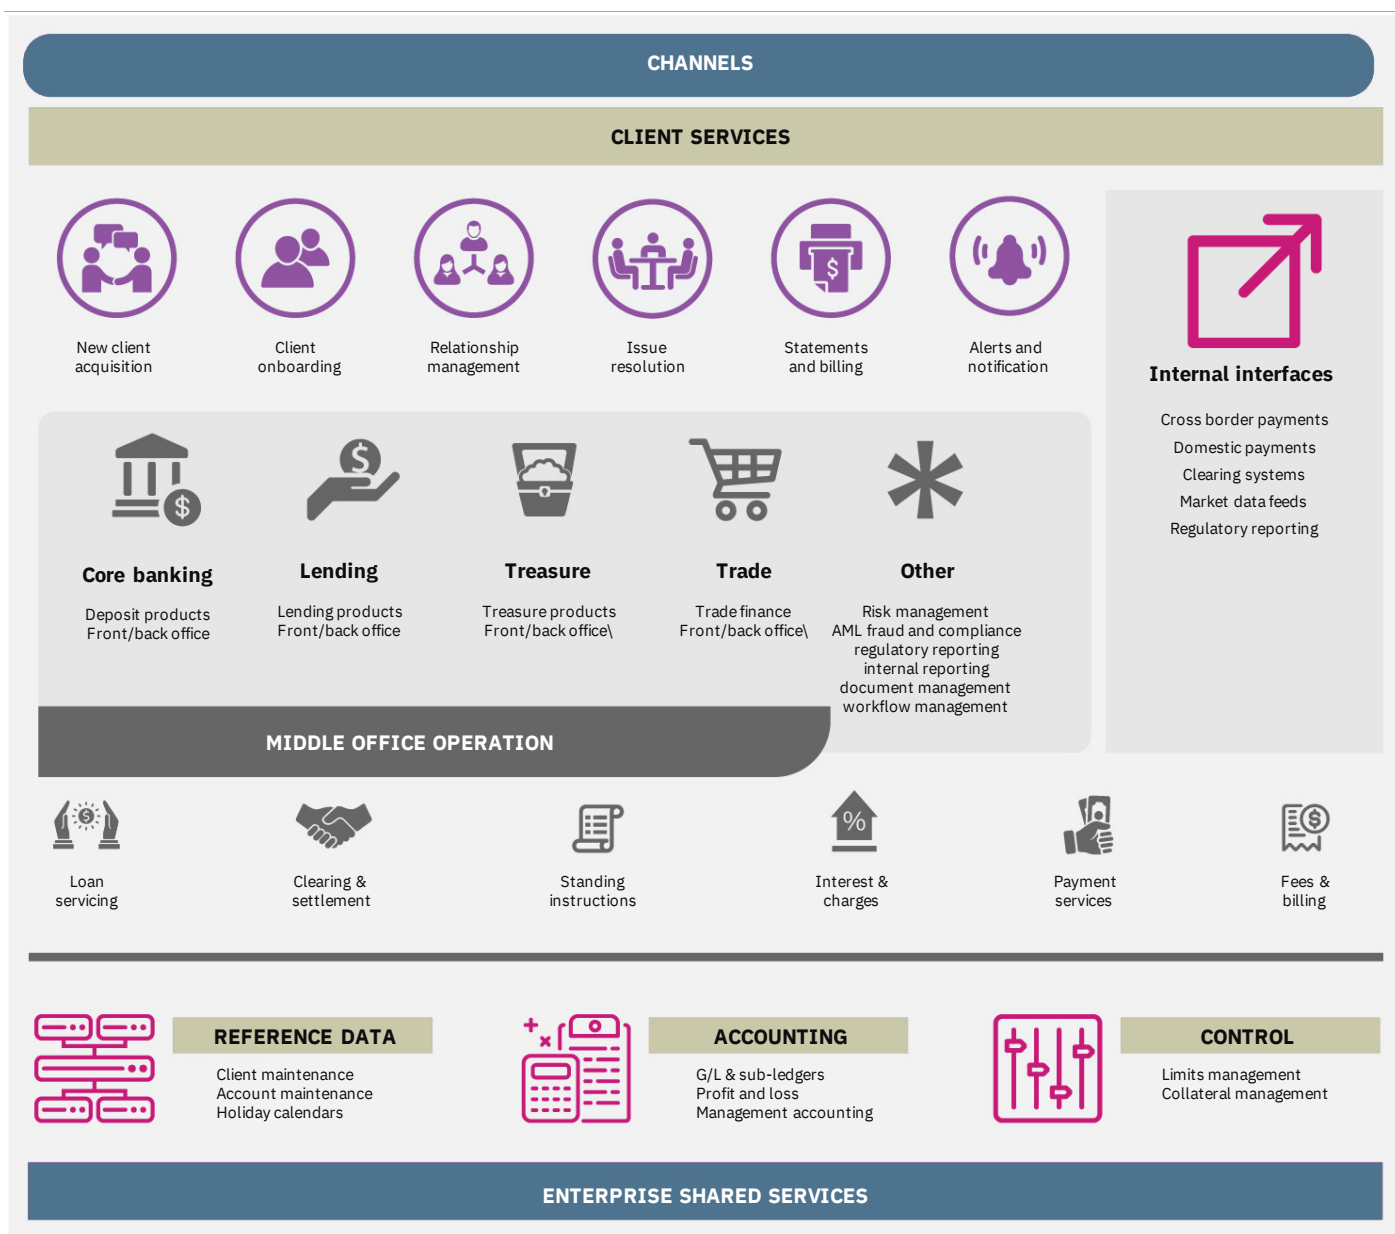 CHANNELS
CLIENT SERVICES
New client
acquisition
Client
onboarding
Relationship
management
Issue
resolution
$
Statements
and billing
Alerts and
notification
Internal interfaces
Cross border payments
Domestic payments
Clearing systems
Market data feeds
Regulatory reporting
$
Core banking
Deposit products
Front/back office
$
Lending
Lending products
Front/back office
Treasure
Treasure products
Front/back office\
Trade
Trade finance
Front/back office\
Other
Risk management
AML fraud and compliance
regulatory reporting
internal reporting
document management
workflow management
MIDDLE OFFICE OPERATION
$
Loan
servicing
Clearing &
settlement
Standing
instructions
%
Interest &
charges
Payment
services
$
Fees &
billing
REFERENCE DATA
Client maintenance
Account maintenance
Holiday calendars
ACCOUNTING
G/L & sub-ledgers
Profit and loss
Management accounting
CONTROL
Limits management
Collateral management
ENTERPRISE SHARED SERVICES